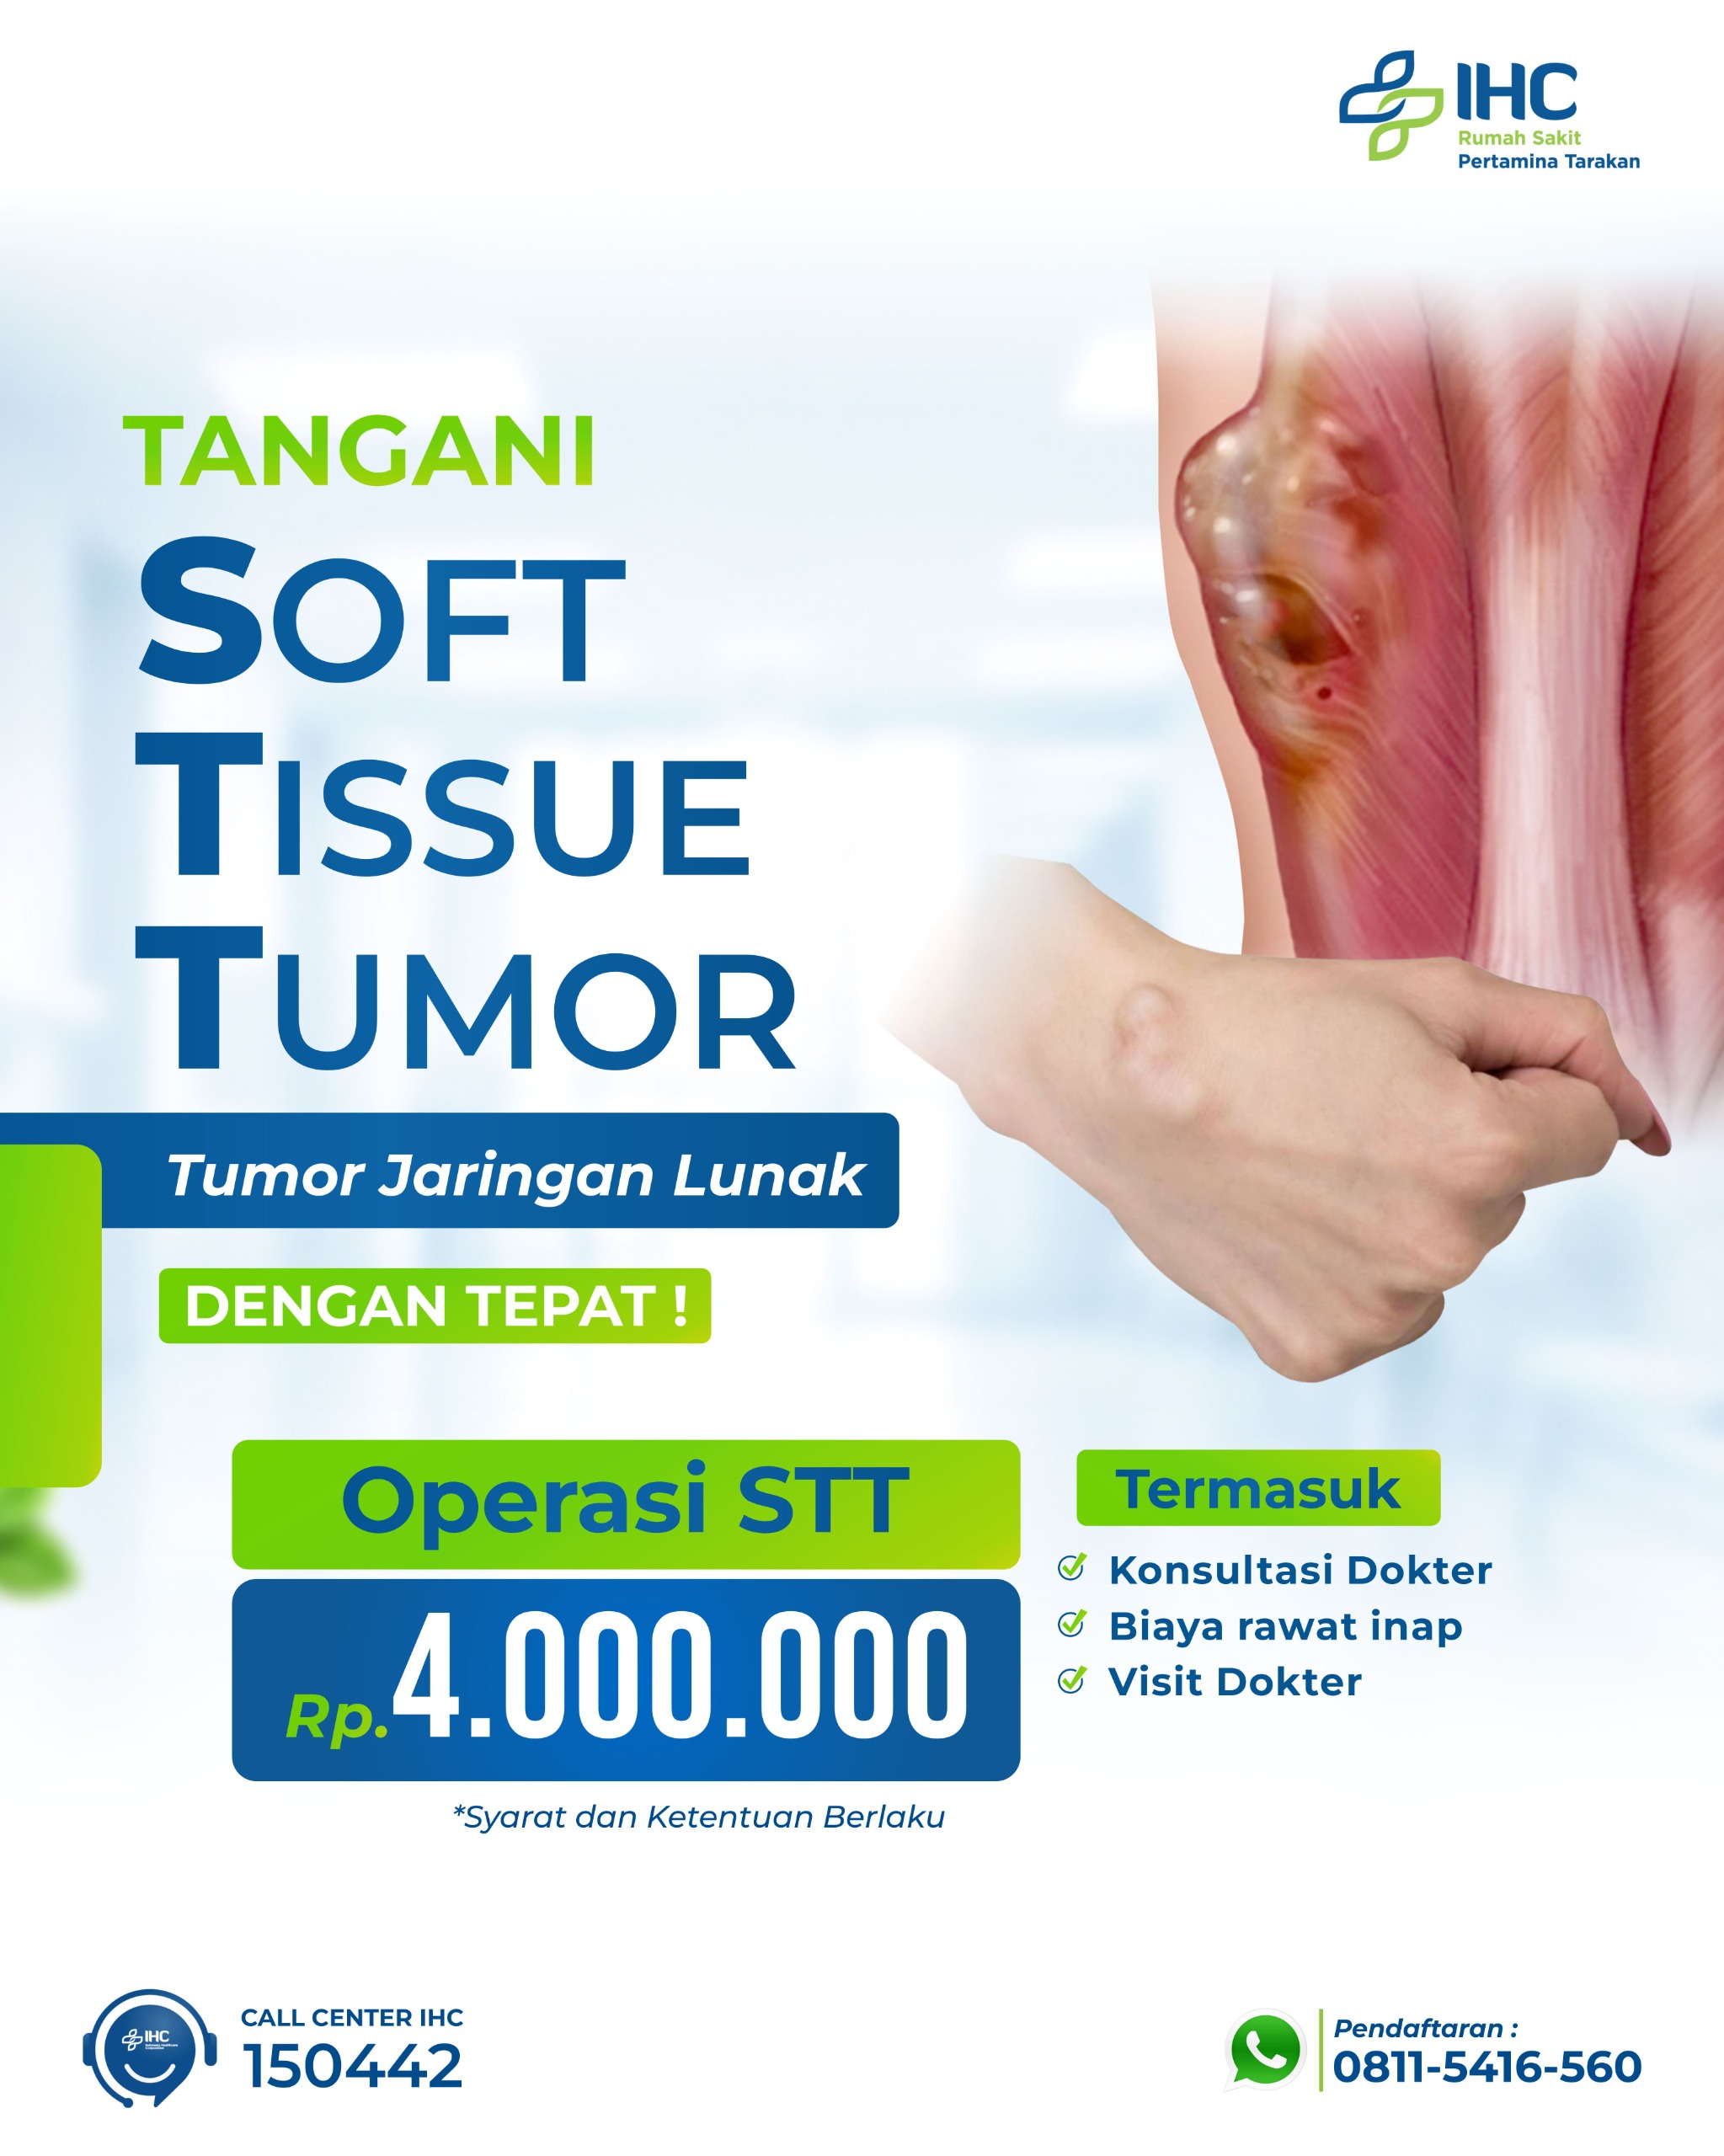 IHC
Rumah Sakit
Pertamina Tarakan
TANGANI
SOFT
TISSUE
TUMOR
Tumor Jaringan Lunak
DENGAN TEPAT !
Operasi STT
Rp.4.000.000
*Syarat dan Ketentuan Berlaku
Termasuk
Konsultasi Dokter
Biaya rawat inap
Visit Dokter
IHC
CALL CENTER IHC
150442
Pendaftaran :
0811-5416-560